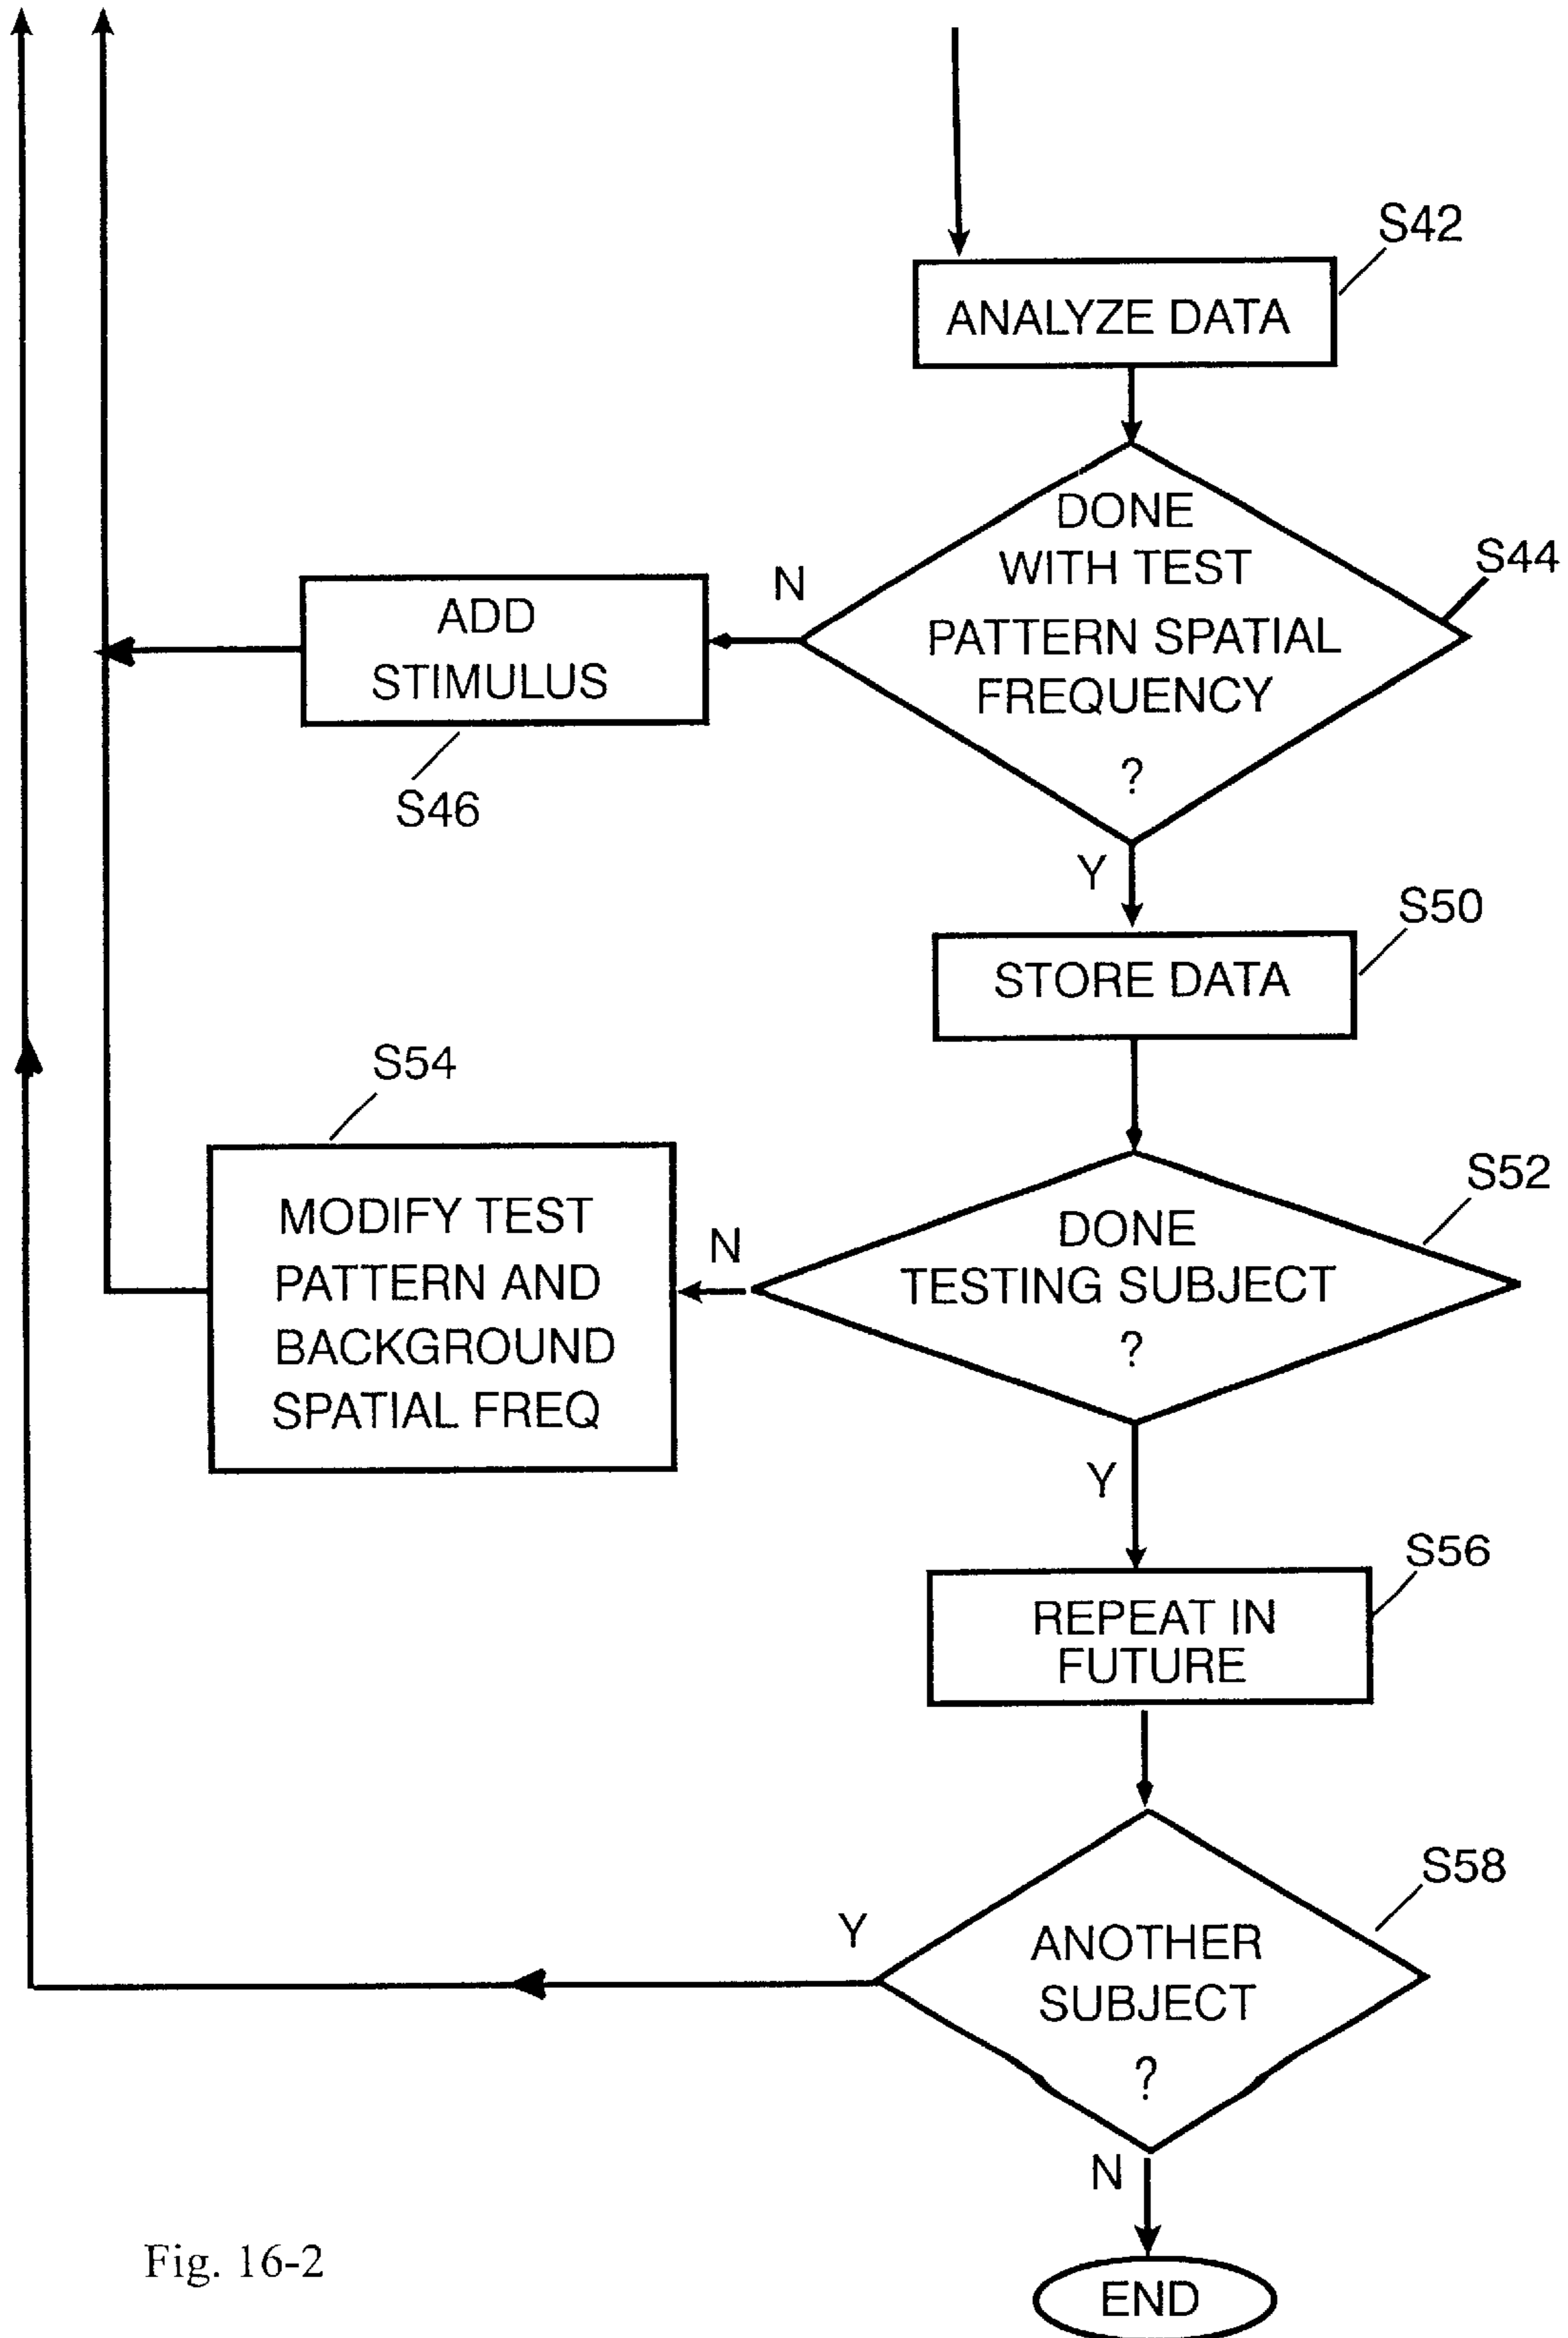 S42
ANALYZE DATA
DONE
WITH TEST
PATTERN SPATIAL
FREQUENCY
?
S44
N
ADD
STIMULUS
S46
Y
S50
STORE DATA
S52
DONE
TESTING SUBJECT
?
N
S54
MODIFY TEST
PATTERN AND
BACKGROUND
SPATIAL FREQ
Y
S56
REPEAT IN
FUTURE
S58
ANOTHER
SUBJECT
?
Y
N
END
Fig. 16-2